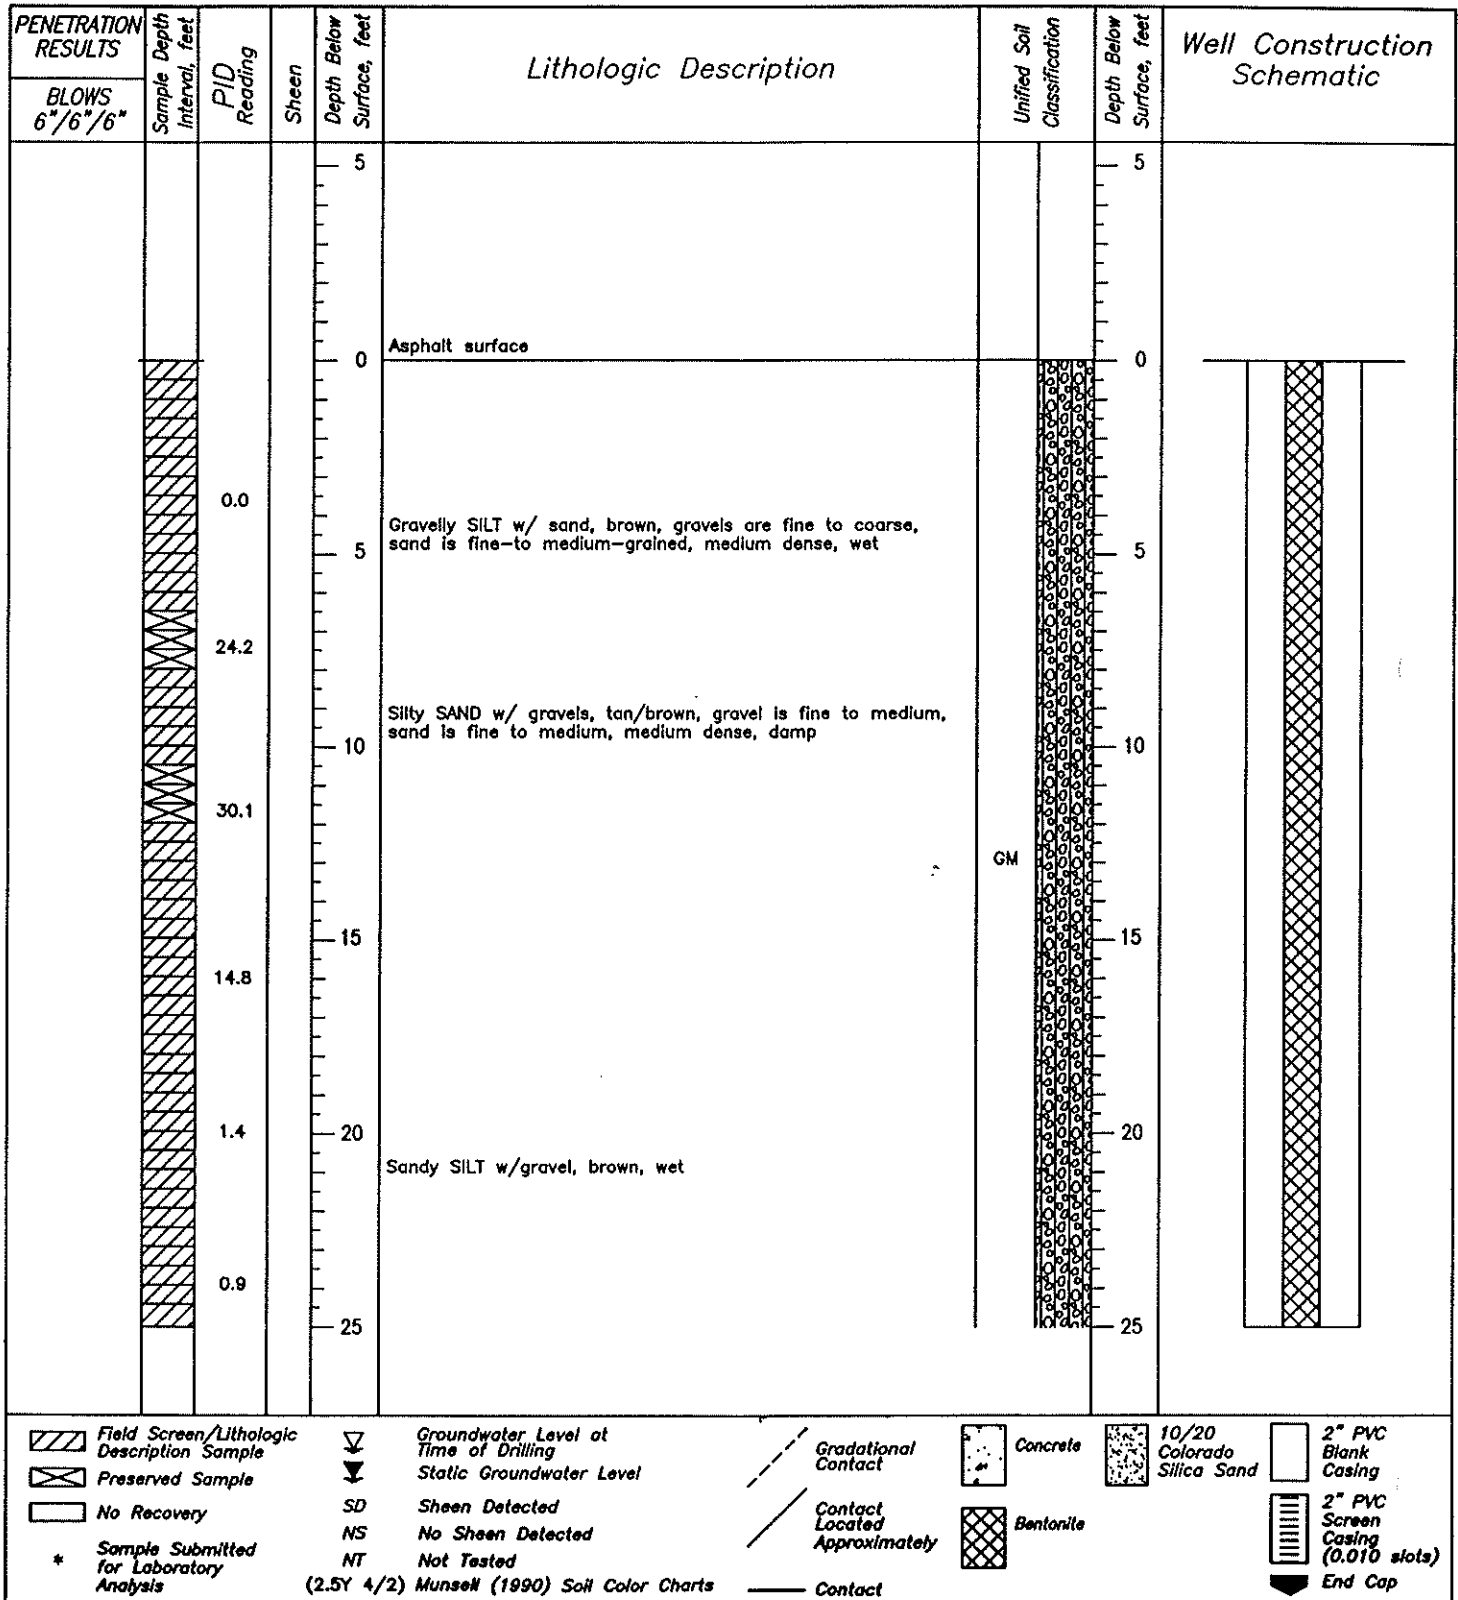 PENETRATION
RESULTS
BLOWS
6"/6"/6"
Sample Depth
Interval, feet
PID
Reading
Sheen
Depth Below
Surface, feet
Lithologic Description
Unified Soil
Classification
Depth Below
Surface, feet
Well Construction
Schematic
5
5
Asphalt surface
0
0
0.0
Gravelly SILT w/ sand, brown, gravels are fine to coarse,
sand is fine-to medium-grained, medium dense, wet
5
5
24.2
Silty SAND w/ gravels, tan/brown, gravel is fine to medium,
sand is fine to medium, medium dense, damp
10
10
30.1
GM
15
15
14.8
1.4
20
20
Sandy SILT w/gravel, brown, wet
0.9
25
25
Field Screen/Lithologic
Description Sample
Preserved Sample
No Recovery
* Sample Submitted
for Laboratory
Analysis
Groundwater Level at
Time of Drilling
Static Groundwater Level
SD Sheen Detected
NS No Sheen Detected
NT Not Tested
(2.5Y 4/2) Munsell (1990) Soil Color Charts
Gradational
Contact
Contact
Located
Approximately
Contact
Concrete
Bentonite
10/20
Colorado
Silica Sand
2" PVC
Blank
Casing
2" PVC
Screen
Casing
(0.010 slots)
End Cap